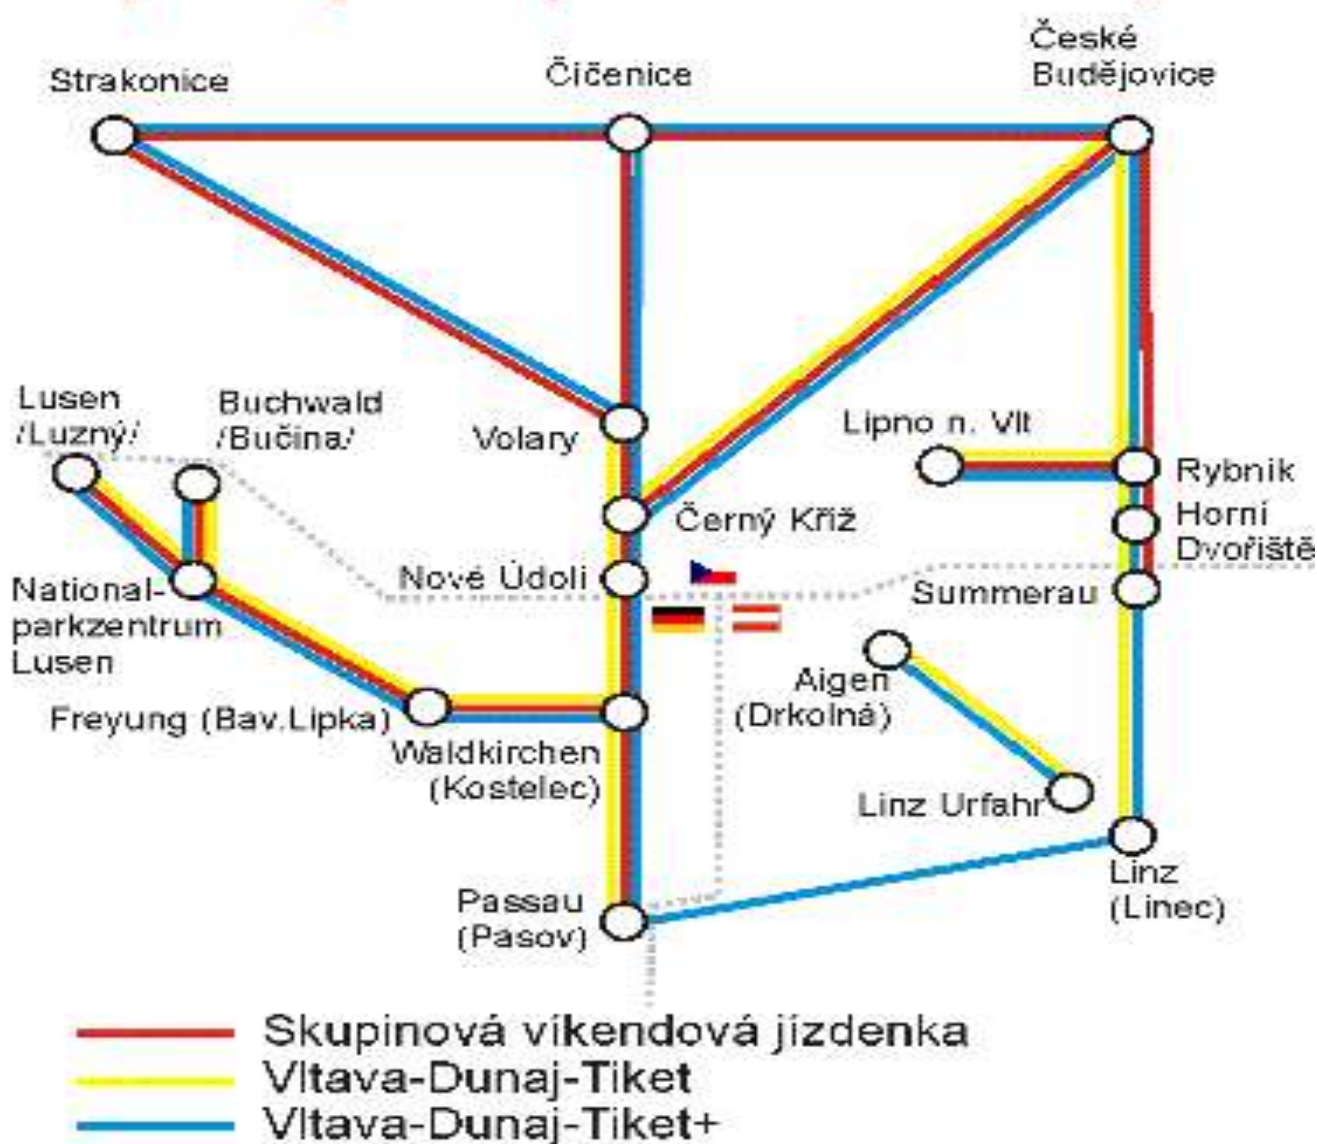 Strakonice
Číčenice
České
Budějovice
Lusen
/Luzný/
Buchwald
/Bučina/
Volary
Lipno n. Vlt
Rybník
Černý Kříž
Horní
Dvořiště
Nové Údolí
Summerau
National-
parkzentrum
Lusen
Aigen
(Drkolná)
Freyung (Bav.Lipka)
Waldkirchen
(Kostelec)
Linz Urfahr
Linz
(Linec)
Passau
(Pasov)
Skupinová víkendová jízdenka
Vltava-Dunaj-Tiket
Vltava-Dunaj-Tiket+